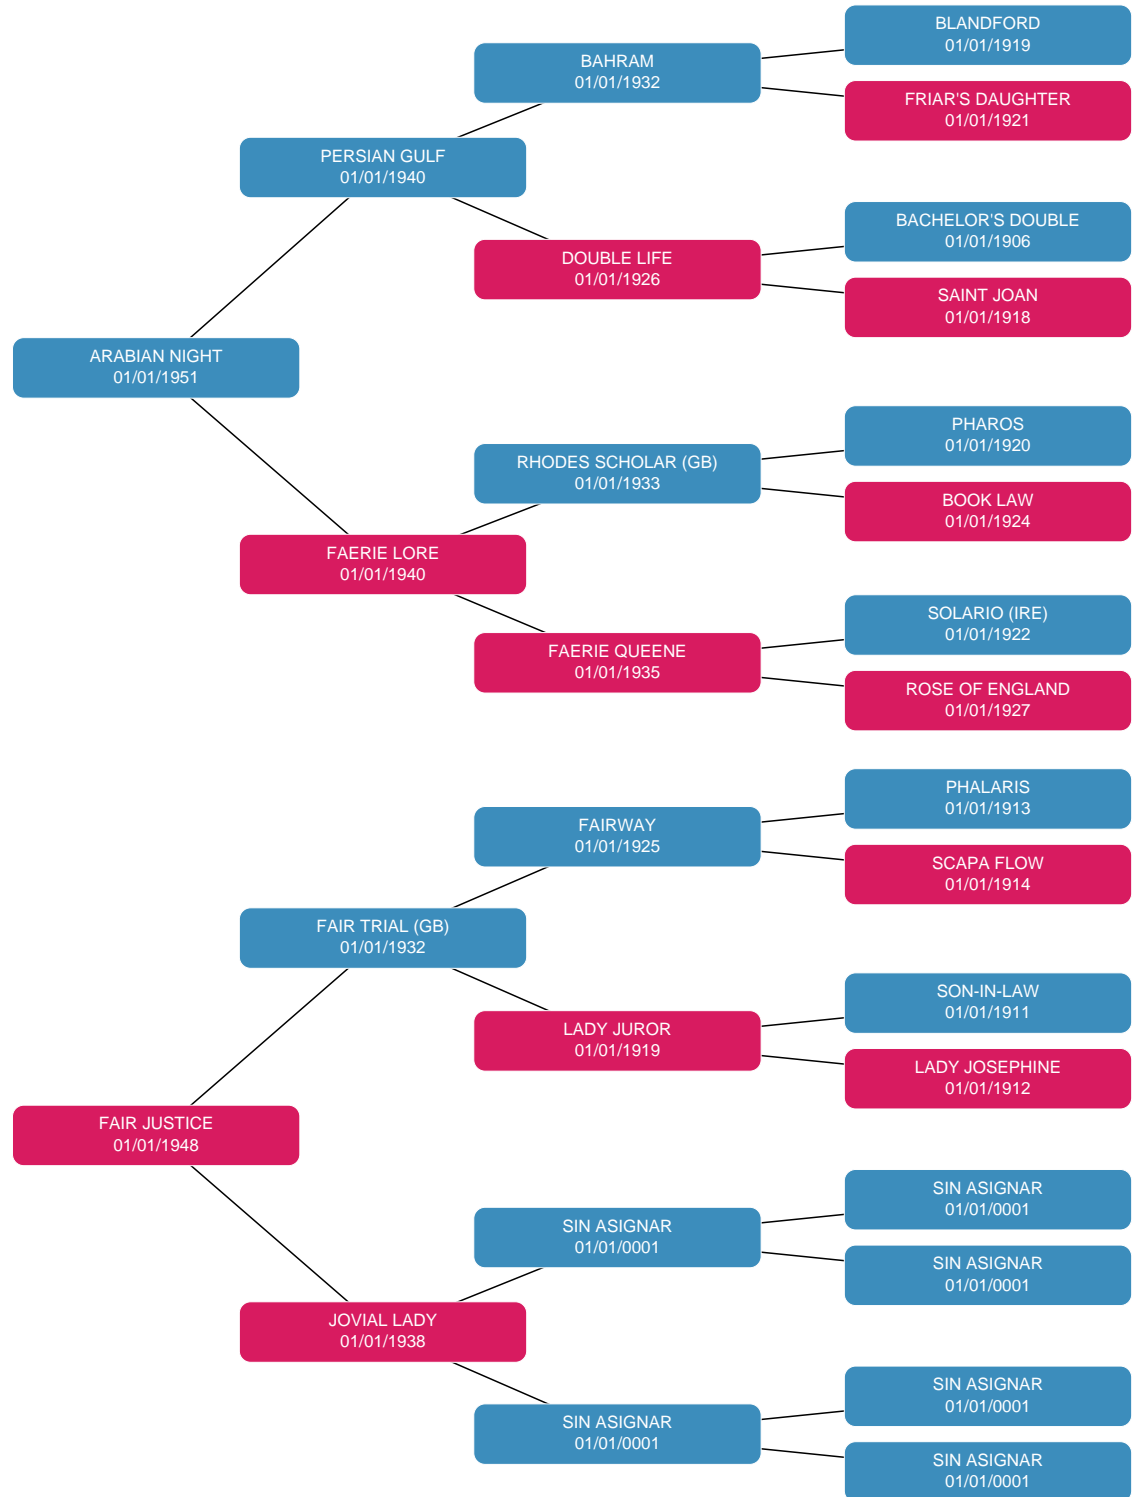 BLANDFORD
01/01/1919
BAHRAM
01/01/1932
FRIAR'S DAUGHTER
01/01/1921
PERSIAN GULF
01/01/1940
BACHELOR'S DOUBLE
01/01/1906
DOUBLE LIFE
01/01/1926
SAINT JOAN
01/01/1918
ARABIAN NIGHT
01/01/1951
PHAROS
01/01/1920
RHODES SCHOLAR (GB)
01/01/1933
BOOK LAW
01/01/1924
FAERIE LORE
01/01/1940
SOLARIO (IRE)
01/01/1922
FAERIE QUEENE
01/01/1935
ROSE OF ENGLAND
01/01/1927
PHALARIS
01/01/1913
FAIRWAY
01/01/1925
SCAPA FLOW
01/01/1914
FAIR TRIAL (GB)
01/01/1932
SON-IN-LAW
01/01/1911
LADY JUROR
01/01/1919
LADY JOSEPHINE
01/01/1912
FAIR JUSTICE
01/01/1948
SIN ASIGNAR
01/01/0001
SIN ASIGNAR
01/01/0001
SIN ASIGNAR
01/01/0001
JOVIAL LADY
01/01/1938
SIN ASIGNAR
01/01/0001
SIN ASIGNAR
01/01/0001
SIN ASIGNAR
01/01/0001